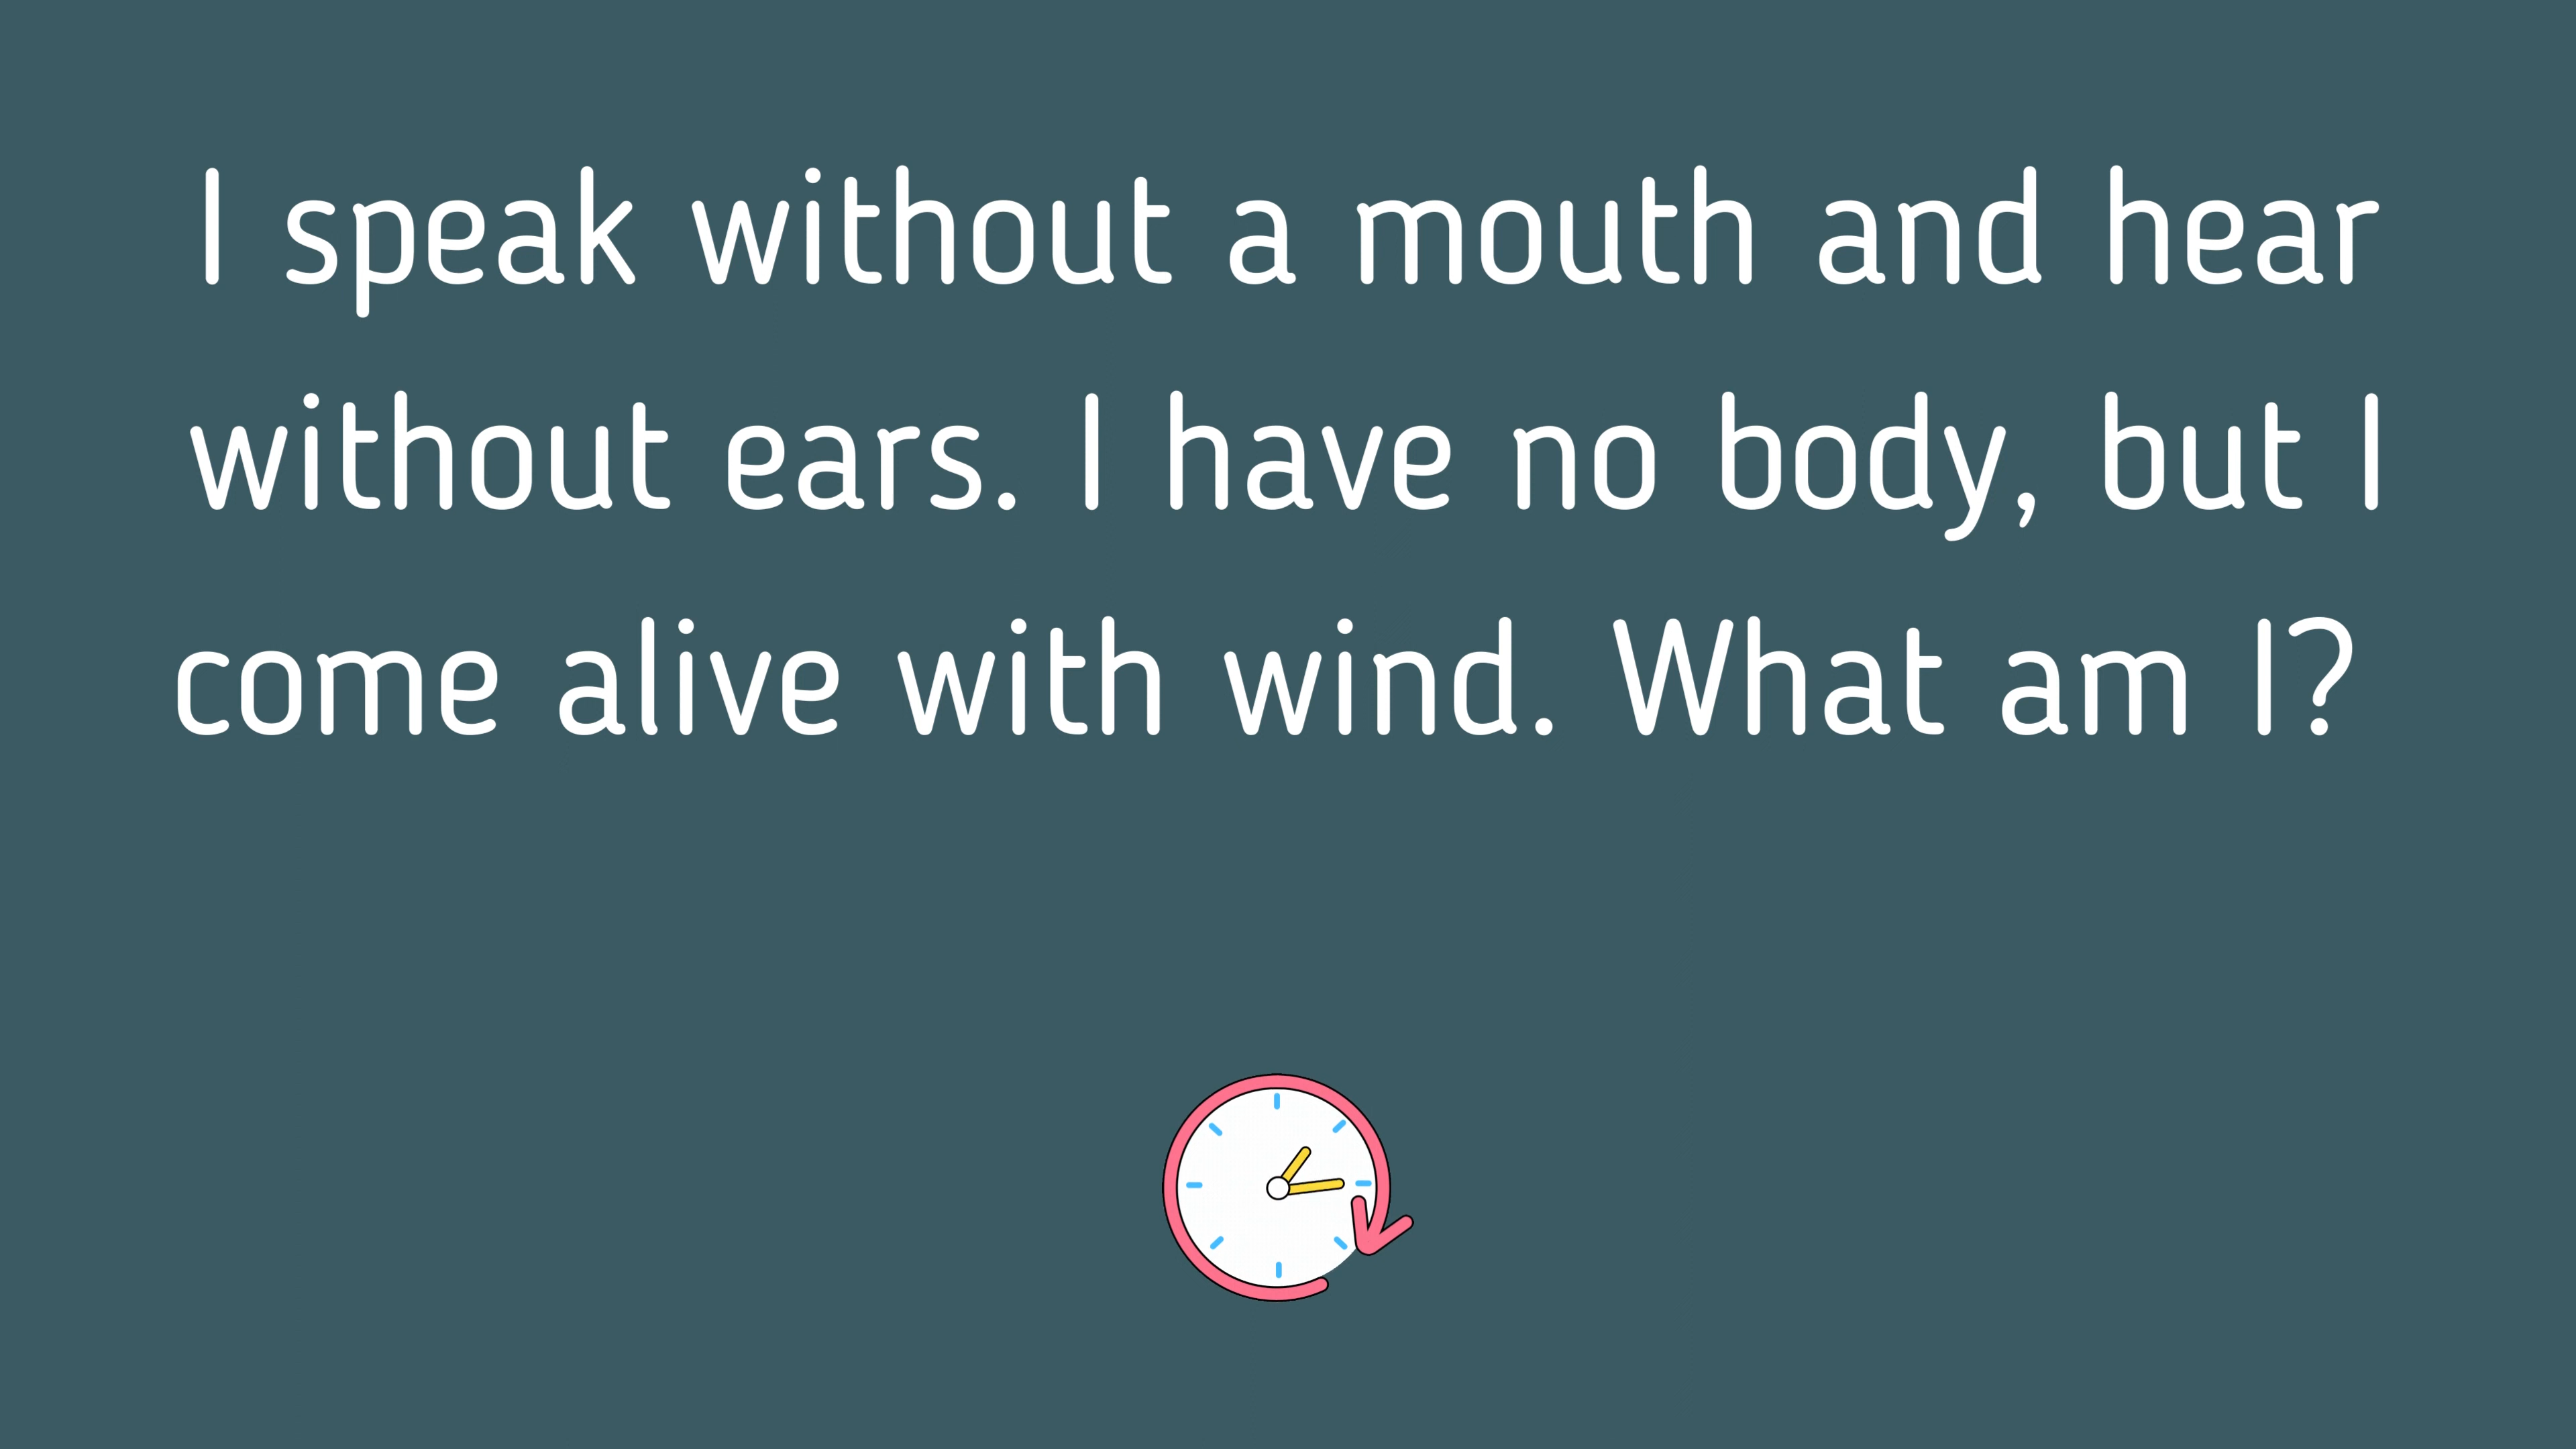 I speak without a mouth and hear
without ears. I have no body, but I
come alive with wind. What am I?